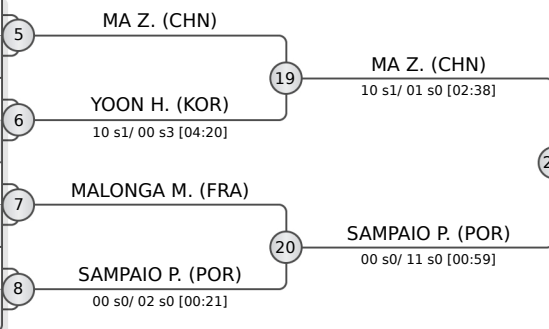 MA Z. (CHN)
5
19
MA Z. (CHN)
10 s1/ 01 s0 [02:38]
YOON H. (KOR)
6
10 s1/ 00 s3 [04:20]
MALONGA M. (FRA)
7
20
SAMPAIO P. (POR)
00 s0/ 11 s0 [00:59]
SAMPAIO P. (POR)
8
00 s0/ 02 s0 [00:21]